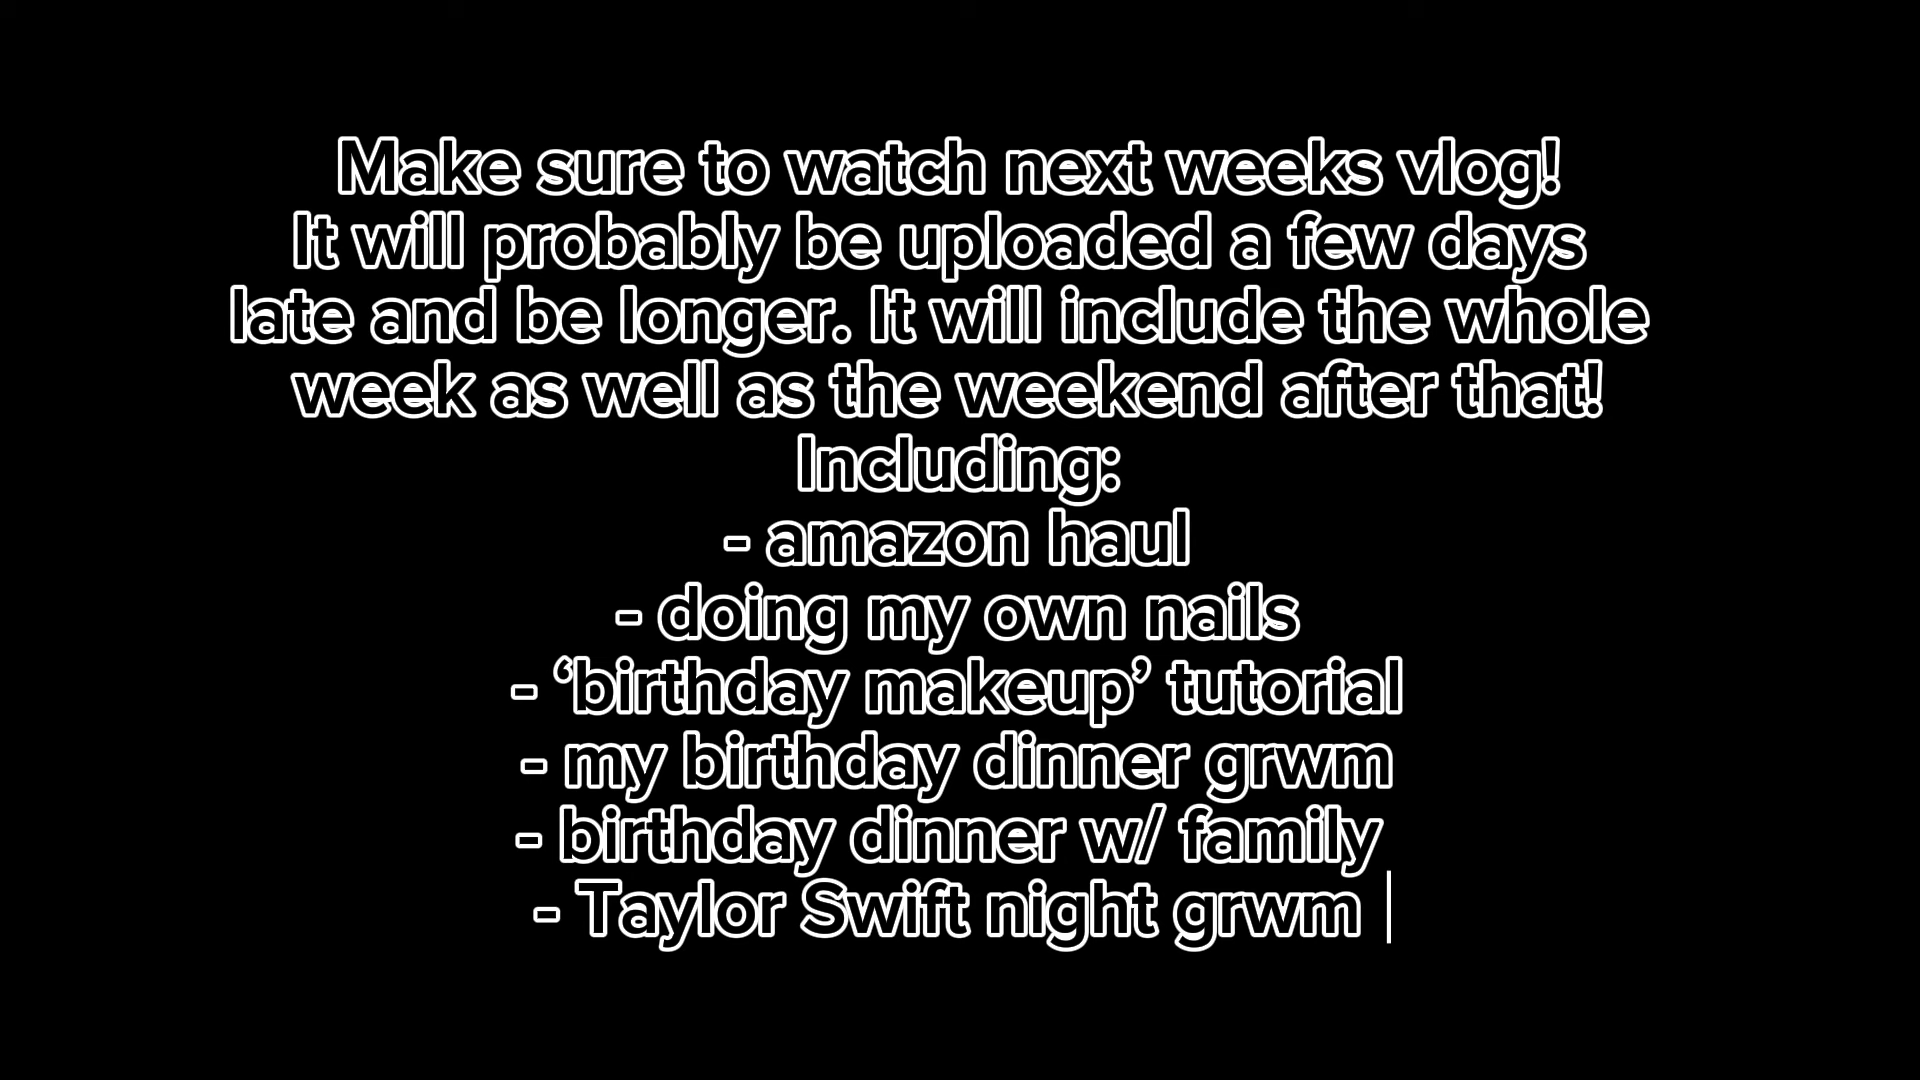 Make sure to watch next weeks vlog!
It will probably be uploaded a few days
late and be longer. It will include the whole
week as well as the weekend after that!
Including:
- amazon haul
- doing my own nails
- ‘birthday makeup’ tutorial
- my birthday dinner grwm
- birthday dinner w/ family
- Taylor Swift night grwm |